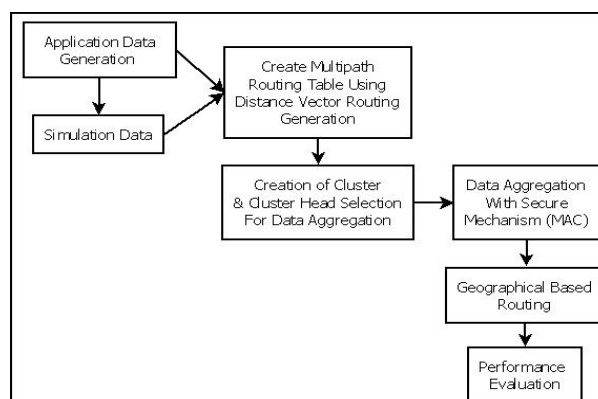 Application Data
Generation
Simulation Data
Create Multipath
Routing Table Using
Distance Vector Routing
Generation
Creation of Cluster
& Cluster Head Selection
For Data Aggregation
Data Aggregation
With Secure
Mechanism (MAC)
Geographical Based
Routing
Performance
Evaluation